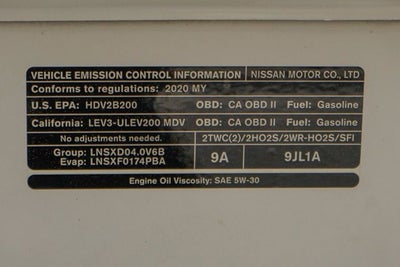 VEHICLE EMISSION CONTROL INFORMATION NISSAN MOTOR CO., LTD
Conforms to regulations: 2020 MY
U.S. EPA: HDV2B200 OBD: CA OBD II Fuel: Gasoline
California: LEV3-ULEV200 MDV OBD: CA OBD II Fuel: Gasoline
No adjustments needed. 2TWC(2)/2HO2S/2WR-HO2S/SFI
Group: LNSXD04.0V6B
Evap: LNSXF0174PBA 9A 9JL1A
Engine Oil Viscosity: SAE 5W-30